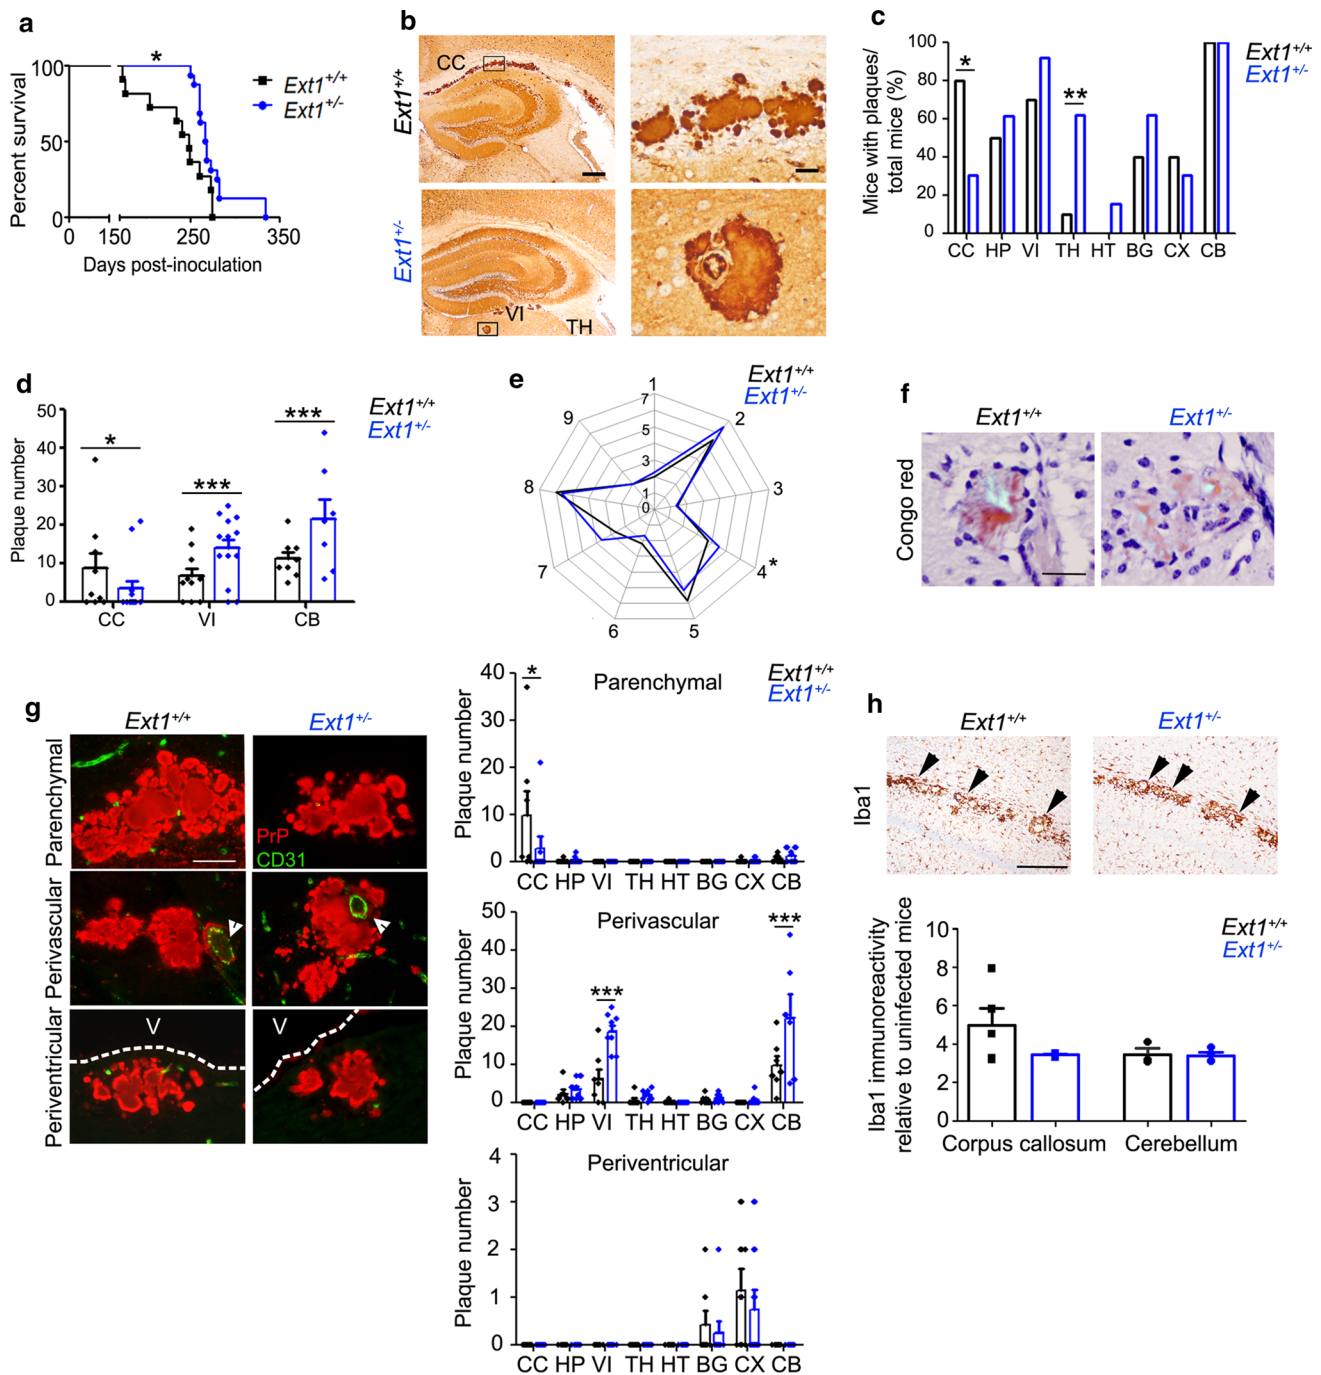 a
*
Percent survival
100
50
0
0 150 250 350
Days post-inoculation
Ext1+/+
Ext1+/-
b
Ext1+/+
CC
Ext1+/-
VI
TH
c
Mice with plaques/
total mice (%)
100
80
60
40
20
0
*
**
CC HP VI TH HT BG CX CB
Ext1+/+
Ext1+/-
d
Plaque number
50
40
30
20
10
0
*
***
***
CC VI CB
Ext1+/+
Ext1+/-
e
Ext1+/+
Ext1+/-
1
2
3
4*
5
6
7
8
9
7
5
3
1
0
f
Ext1+/+ Ext1+/-
Congo red
g
Ext1+/+ Ext1+/-
Parenchymal
PrP
CD31
Perivascular
Periventricular
V
V
Parenchymal
Ext1+/+
Ext1+/-
Plaque number
40
30
20
10
0
*
CC HP VI TH HT BG CX CB
Perivascular
Plaque number
50
40
30
20
10
0
***
***
CC HP VI TH HT BG CX CB
Periventricular
Plaque number
4
3
2
1
0
CC HP VI TH HT BG CX CB
h
Ext1+/+ Ext1+/-
Iba1
Iba1 immunoreactivity
relative to uninfected mice
10
8
6
4
2
0
Corpus callosum Cerebellum
Ext1+/+
Ext1+/-